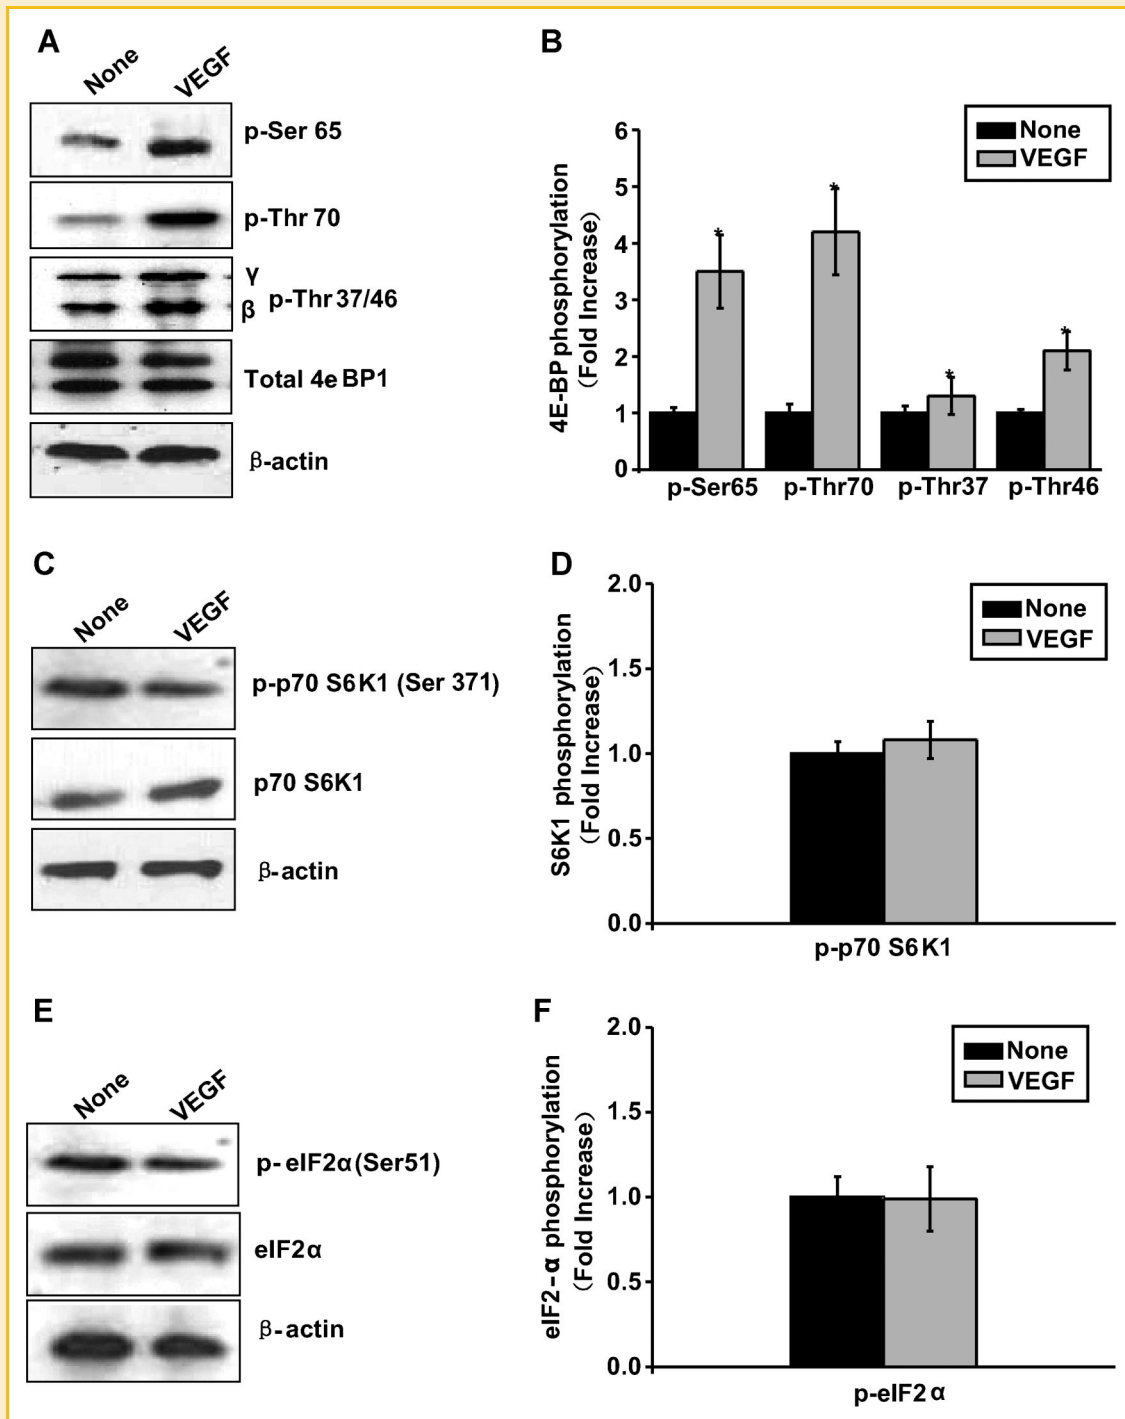 A
None VEGF
p-Ser 65
p-Thr 70
γ
β p-Thr 37/46
Total 4e BP1
β-actin
B
4E-BP phosphorylation
(Fold Increase)
6
5
4
3
2
1
0
* * * *
None
VEGF
p-Ser65 p-Thr70 p-Thr37 p-Thr46
C
None VEGF
p-p70 S6K1 (Ser 371)
p70 S6K1
β-actin
D
S6K1 phosphorylation
(Fold Increase)
2.0
1.5
1.0
0.5
0.0
None
VEGF
p-p70 S6K1
E
None VEGF
p-eIF2α(Ser51)
eIF2α
β-actin
F
eIF2-α phosphorylation
(Fold Increase)
2.0
1.5
1.0
0.5
0.0
None
VEGF
p-eIF2α